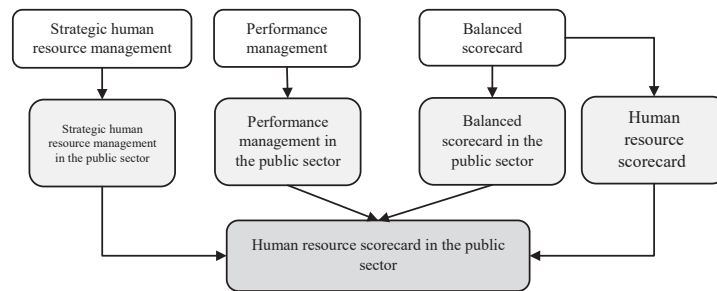 Strategic human
resource management
Performance
management
Balanced
scorecard
Strategic human
resource management
in the public sector
Performance
management in
the public sector
Balanced
scorecard in the
public sector
Human
resource
scorecard
Human resource scorecard in the public
sector